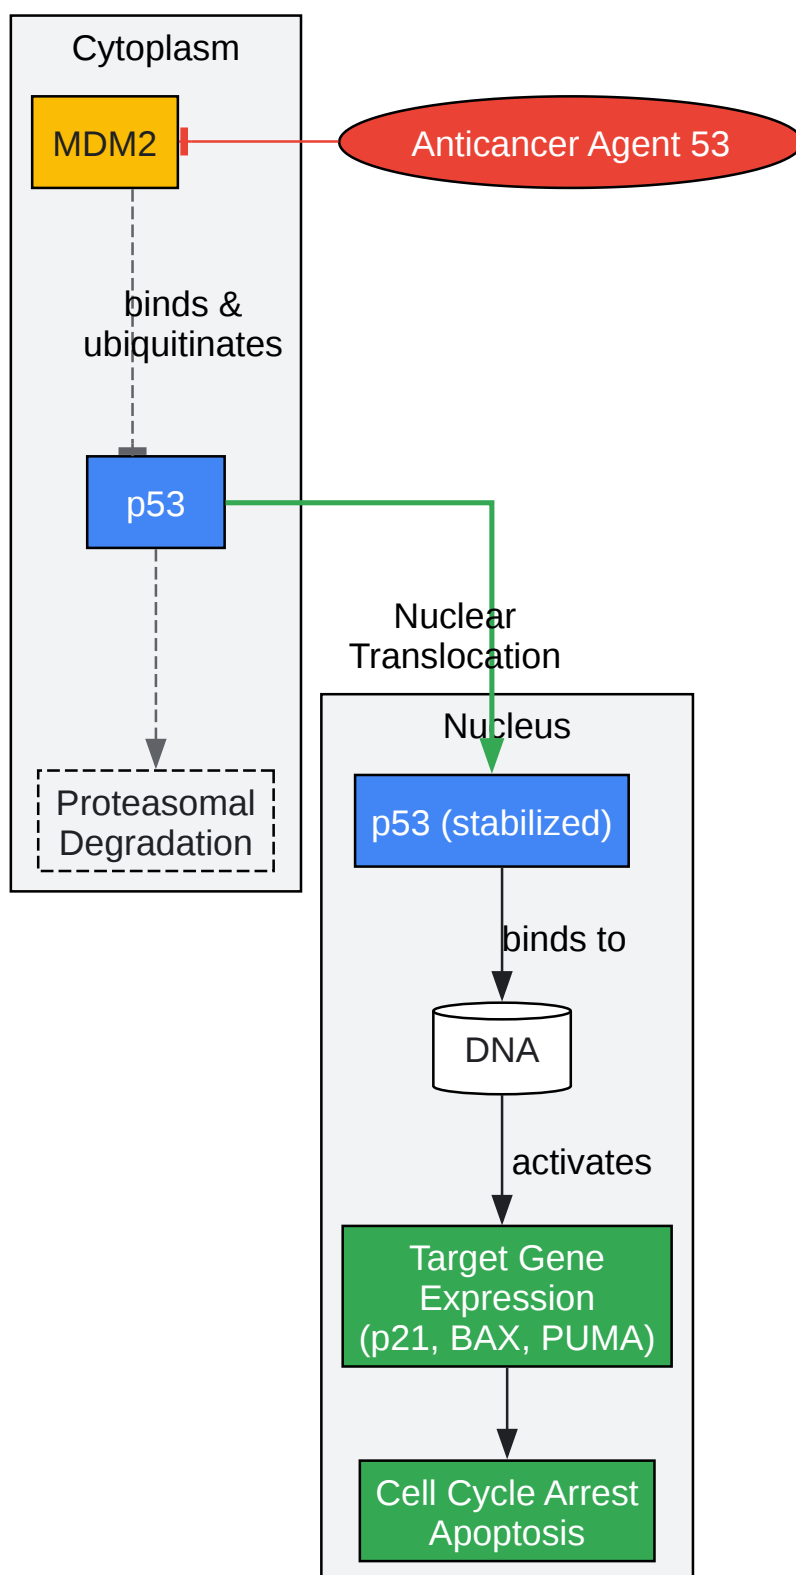 Cytoplasm
MDM2
Anticancer Agent 53
binds &
ubiquitinates
p53
Nuclear
Translocation
Nucleus
Proteasomal
Degradation
p53 (stabilized)
binds to
DNA
activates
Target Gene
Expression
(p21, BAX, PUMA)
Cell Cycle Arrest
Apoptosis